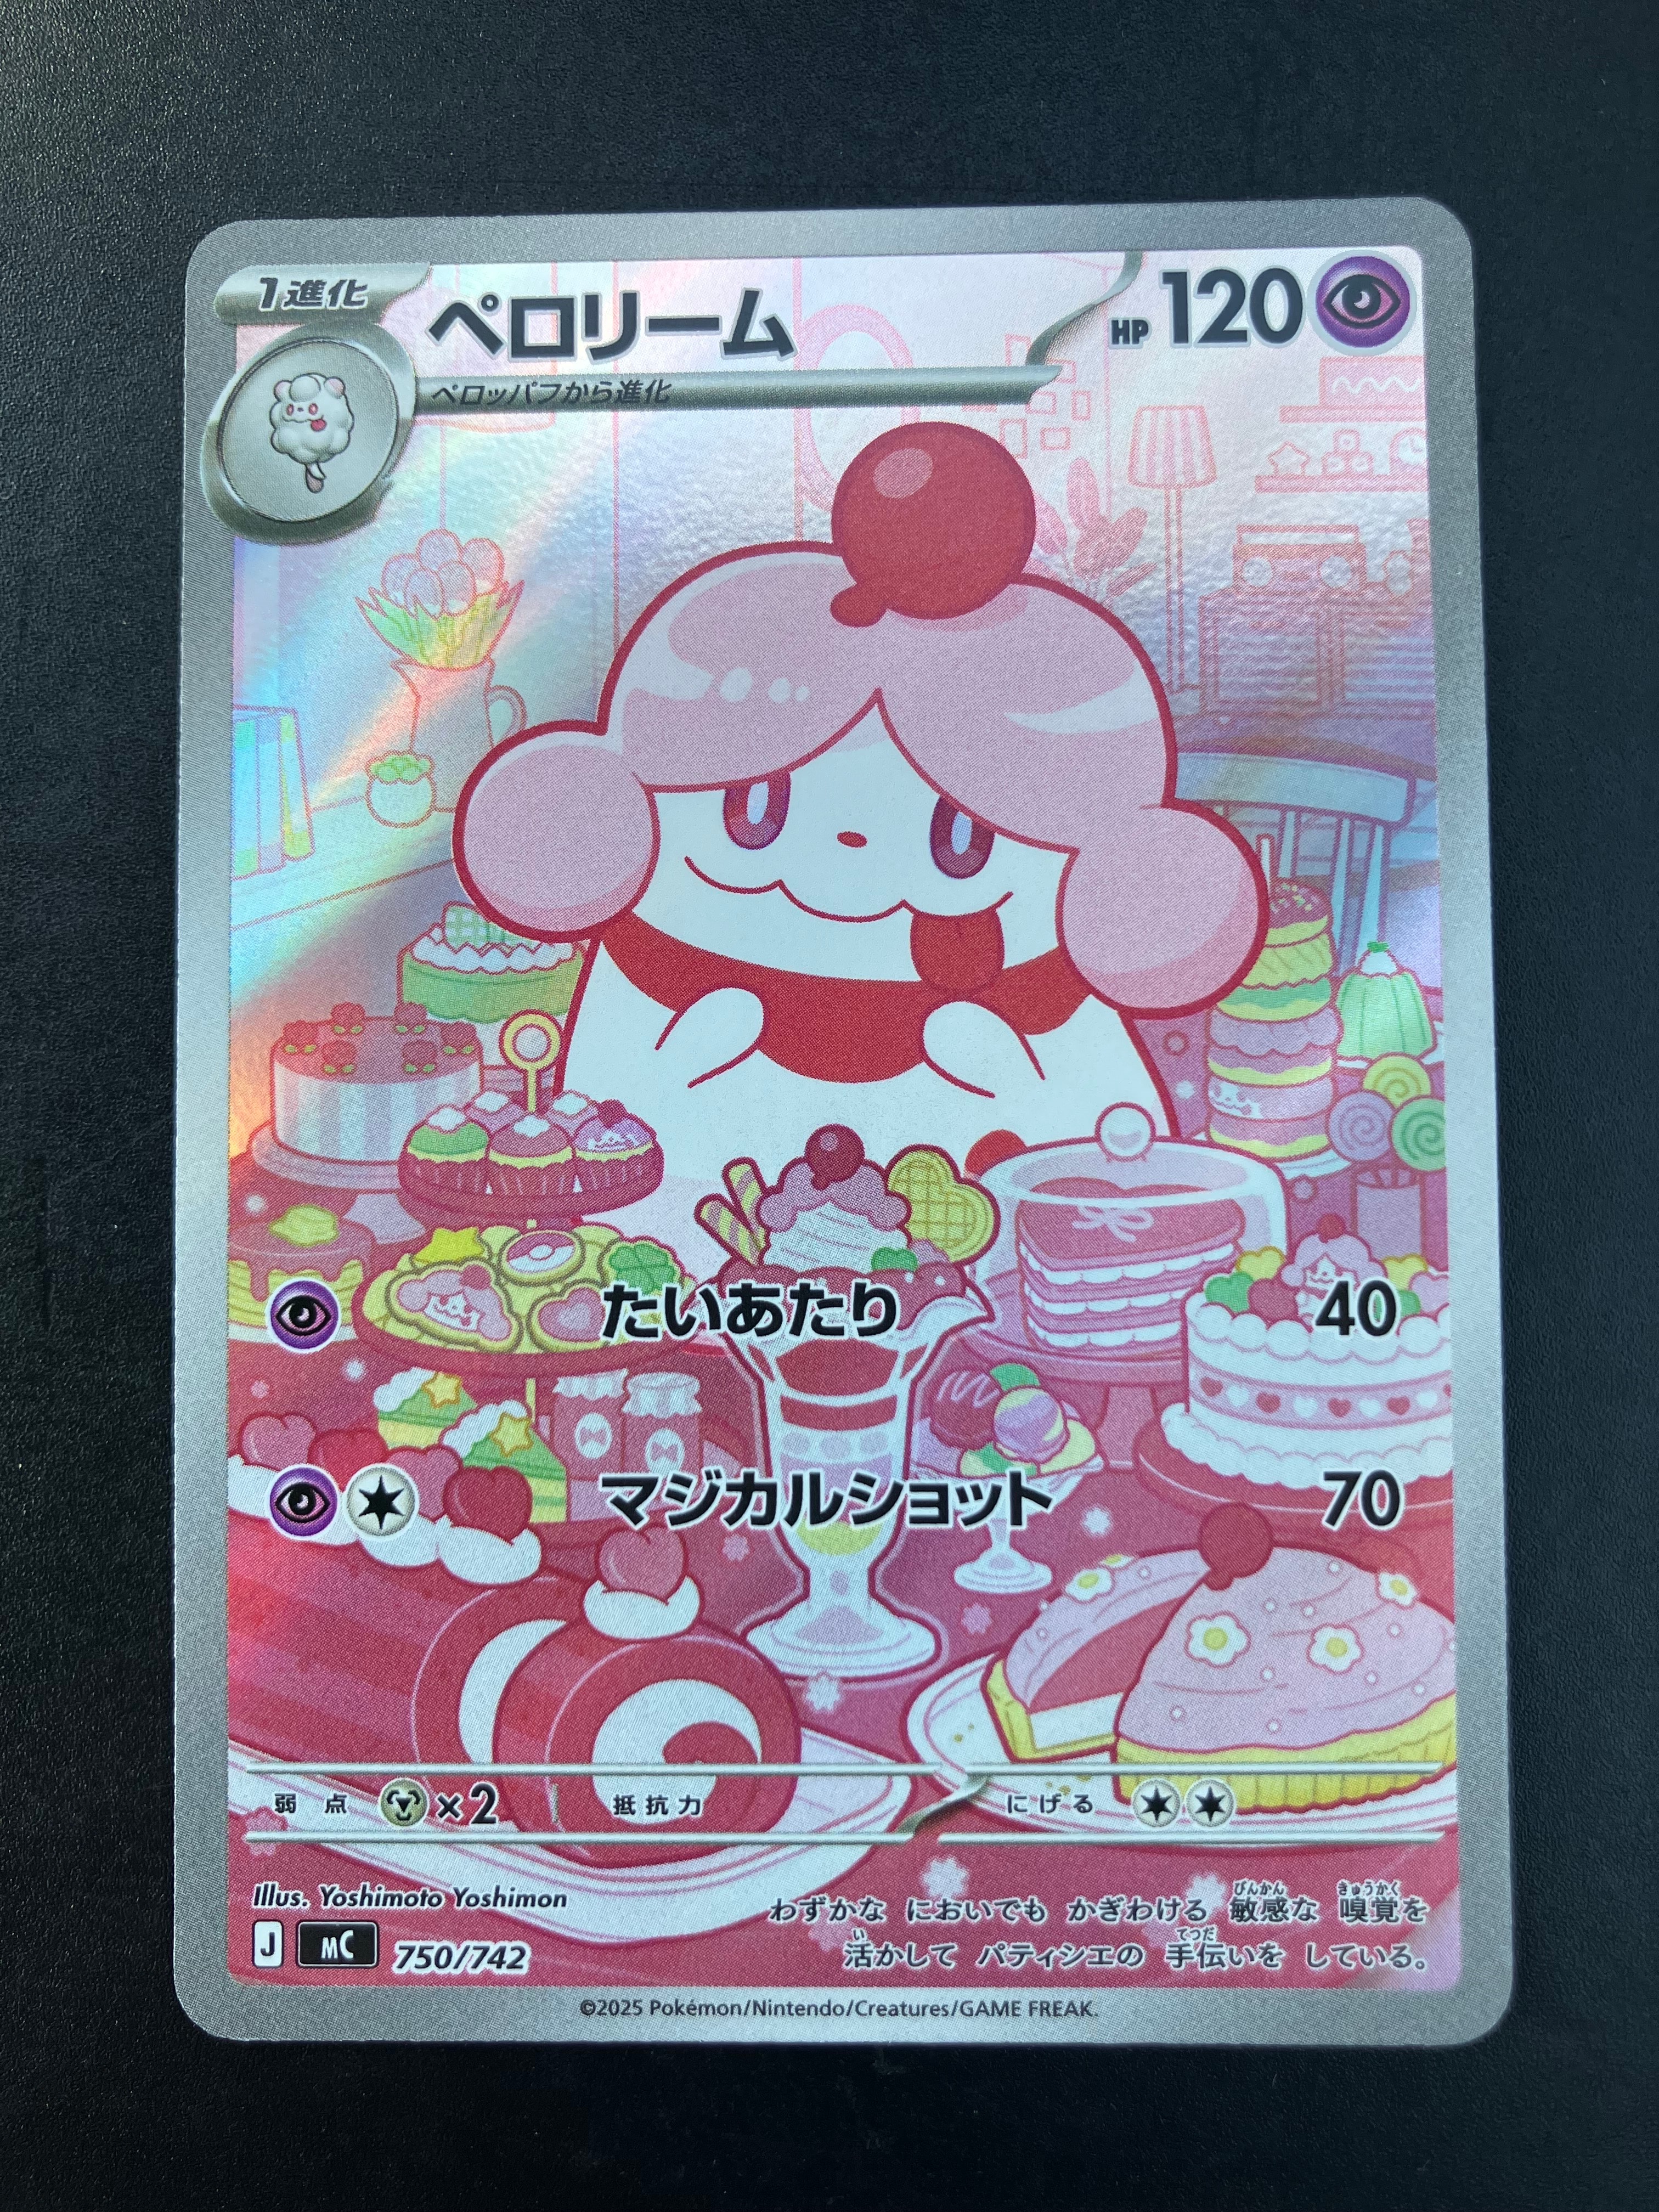 1進化
ペロリーム
HP 120
ペロッパフから進化
たいあたり 40
マジカルショット 70
弱点 ×2 抵抗力 にげる
Illus. Yoshimoto Yoshimon
J mC 750/742
わずかな においでも かぎわける 敏感な 嗅覚を
活かして パティシエの 手伝いを している。
©2025 Pokémon/Nintendo/Creatures/GAME FREAK.